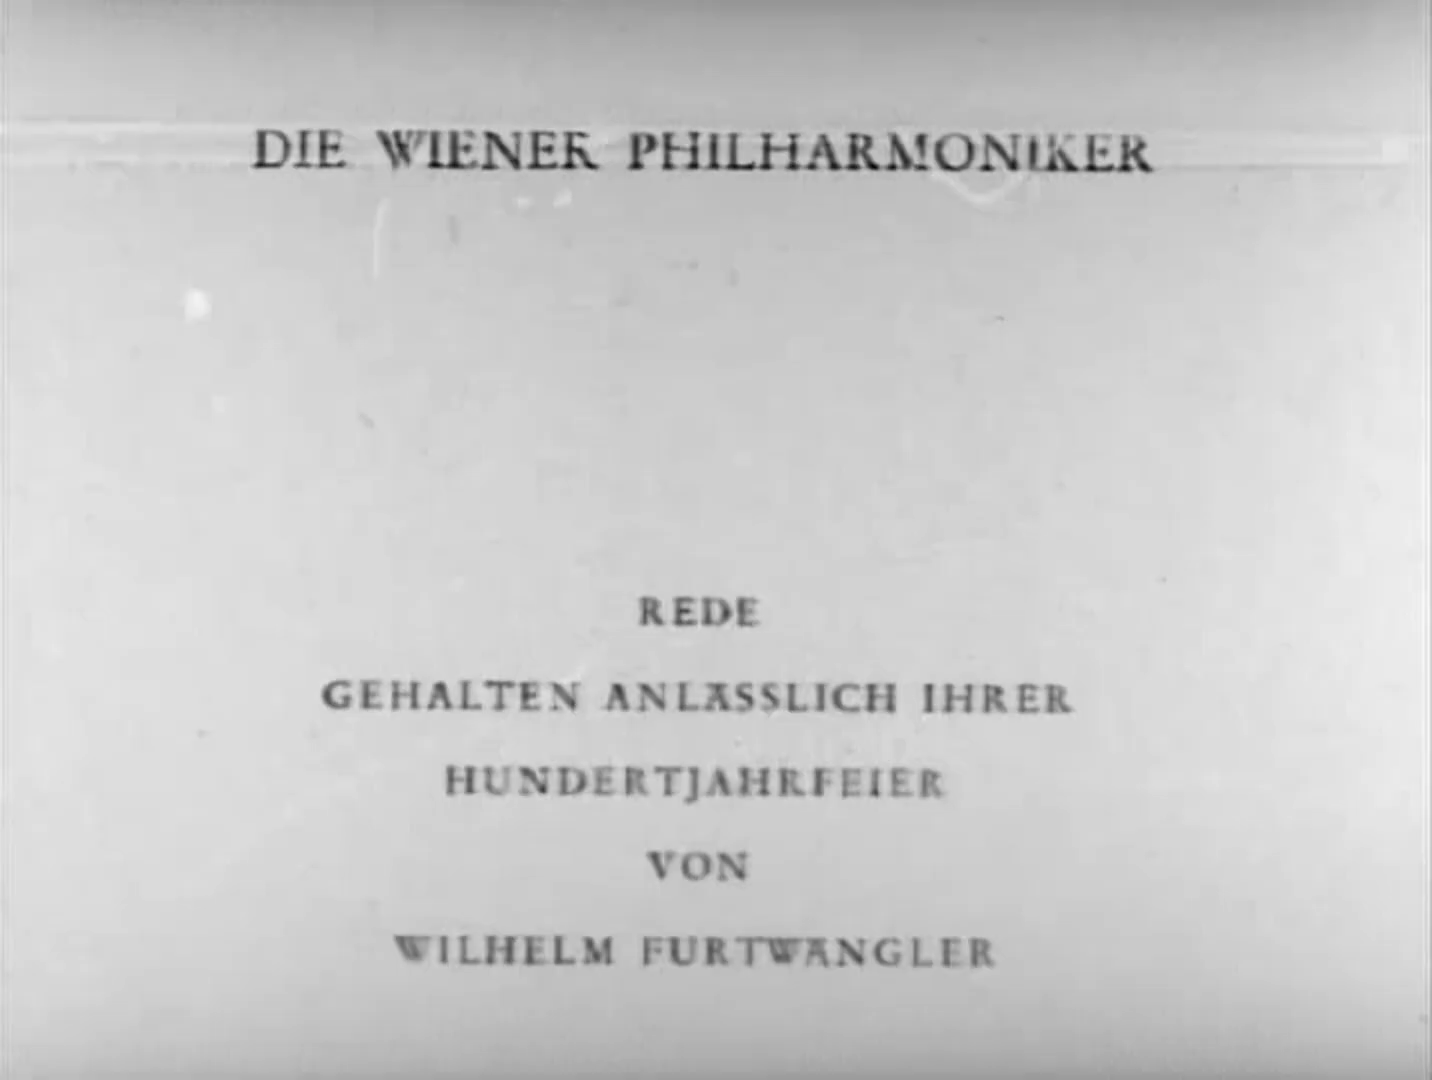 DIE WIENER PHILHARMONIKER
REDE
GEHALTEN ANLÄSSLICH IHRER
HUNDERTJAHRFEIER
VON
WILHELM FURTWÄNGLER